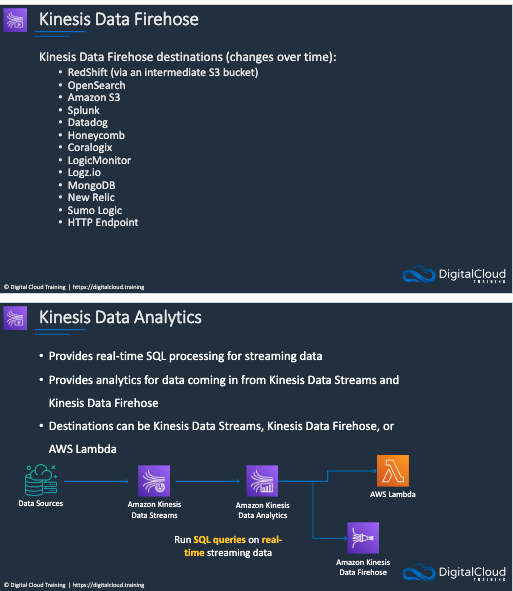 Kinesis Data Firehose
Kinesis Data Firehose destinations (changes over time):
• RedShift (via an intermediate S3 bucket)
• OpenSearch
• Amazon S3
• Splunk
• Datadog
• Honeycomb
• Coralogix
• LogicMonitor
• Logz.io
• MongoDB
• New Relic
• Sumo Logic
• HTTP Endpoint
© Digital Cloud Training | https://digitalcloud.training
DigitalCloud
TRAINING
Kinesis Data Analytics
• Provides real-time SQL processing for streaming data
• Provides analytics for data coming in from Kinesis Data Streams and
Kinesis Data Firehose
• Destinations can be Kinesis Data Streams, Kinesis Data Firehose, or
AWS Lambda
Data Sources
Amazon Kinesis
Data Streams
Amazon Kinesis
Data Analytics
AWS Lambda
Run SQL queries on real-
time streaming data
Amazon Kinesis
Data Firehose
© Digital Cloud Training | https://digitalcloud.training
DigitalCloud
TRAINING